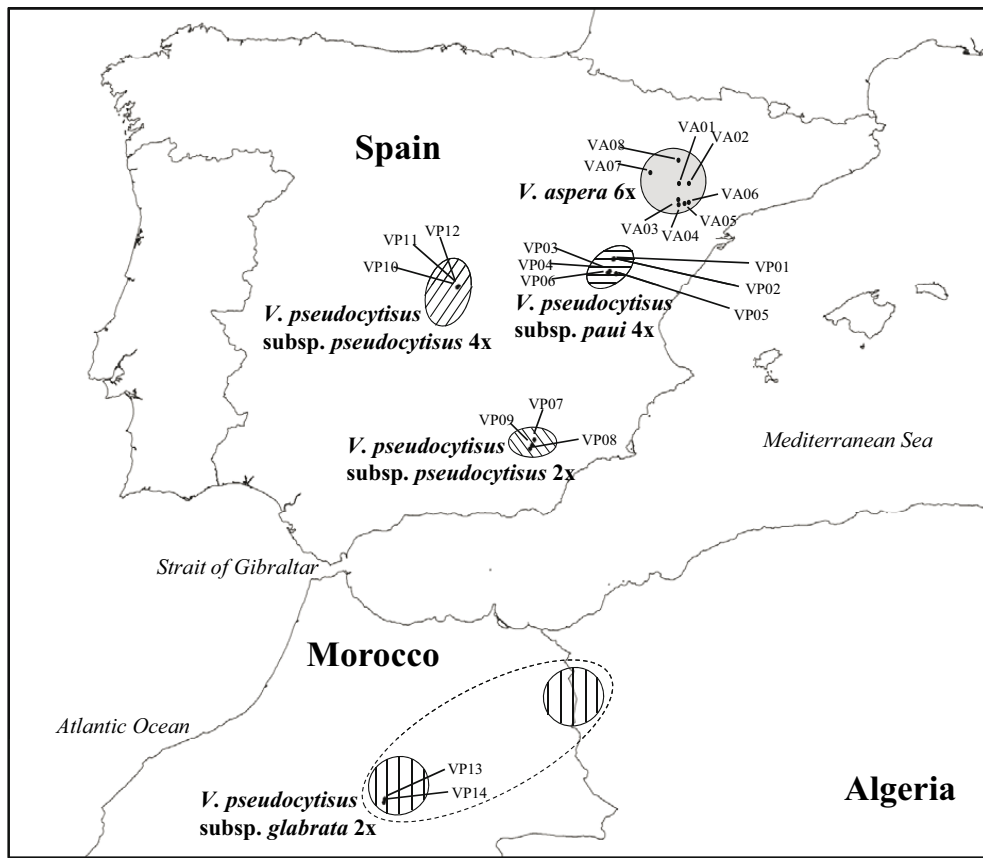 VA01
VA02
VA08
Spain
VA07
V. aspera 6x
VA06
VA05
VA03
VA04
VP12
VP11
VP10
VP03
VP04
VP06
VP01
VP02
VP05
V. pseudocytisus
subsp. pseudocytisus 4x
V. pseudocytisus
subsp. paui 4x
VP07
VP09
VP08
V. pseudocytisus
subsp. pseudocytisus 2x
Mediterranean Sea
Strait of Gibraltar
Morocco
Atlantic Ocean
VP13
VP14
V. pseudocytisus
subsp. glabrata 2x
Algeria